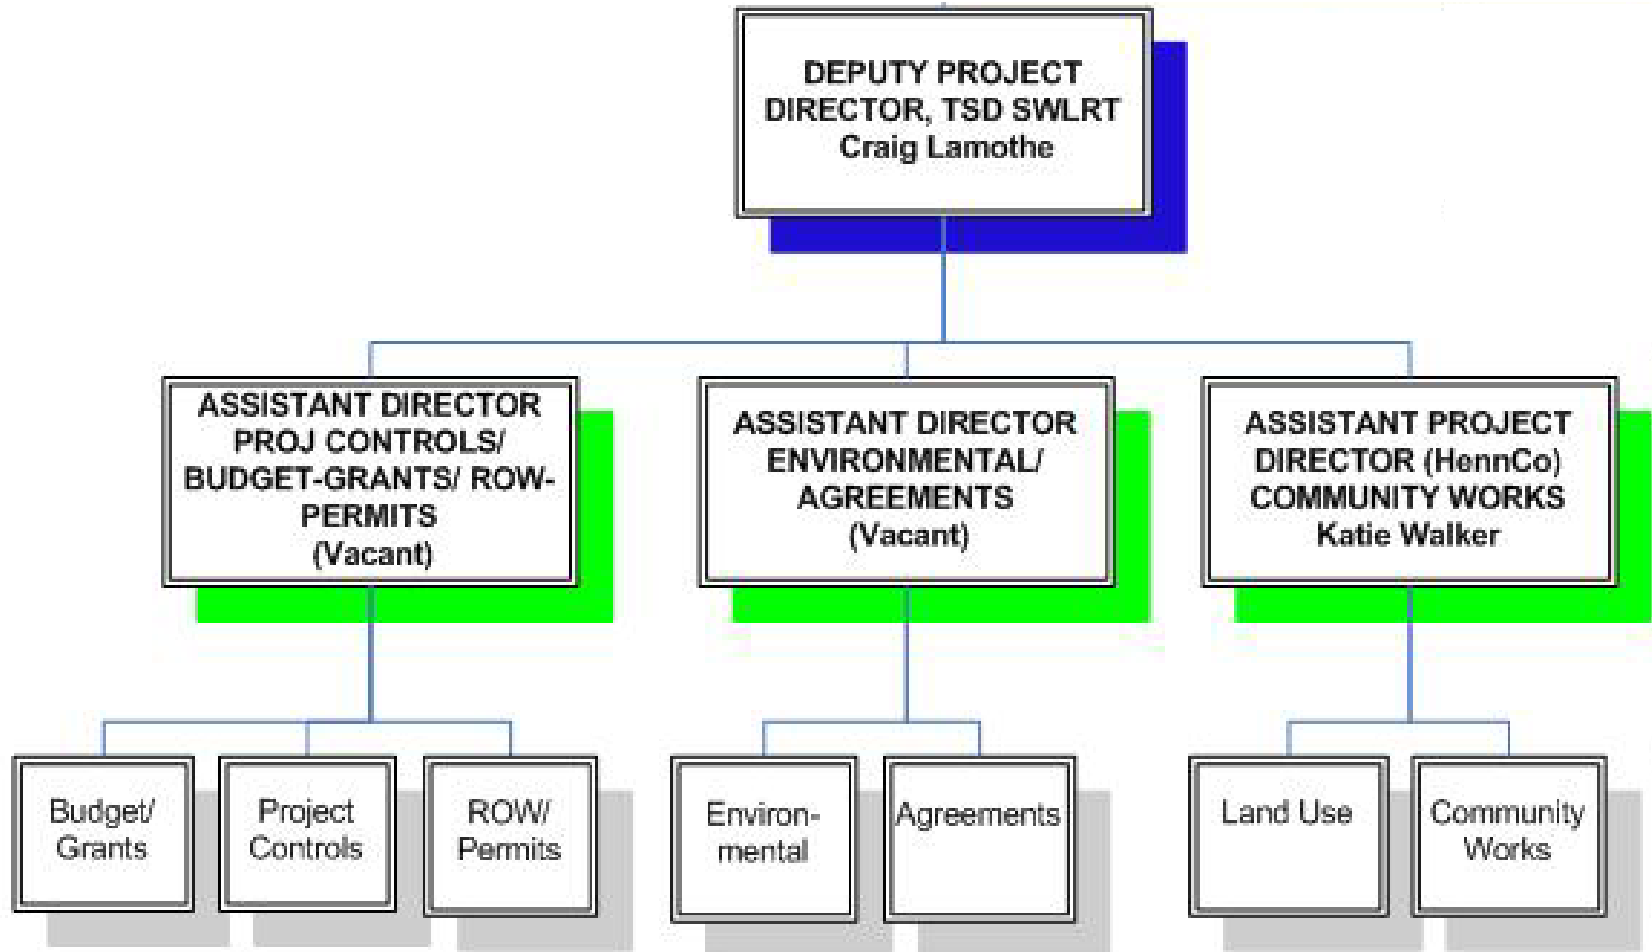 DEPUTY PROJECT
DIRECTOR, TSD SWLRT
Craig Lamothe
ASSISTANT DIRECTOR
PROJ CONTROLS/
BUDGET-GRANTS/ ROW-
PERMITS
(Vacant)
ASSISTANT DIRECTOR
ENVIRONMENTAL/
AGREEMENTS
(Vacant)
ASSISTANT PROJECT
DIRECTOR (HennCo)
COMMUNITY WORKS
Katie Walker
Budget/
Grants
Project
Controls
ROW/
Permits
Environ-
mental
Agreements
Land Use
Community
Works